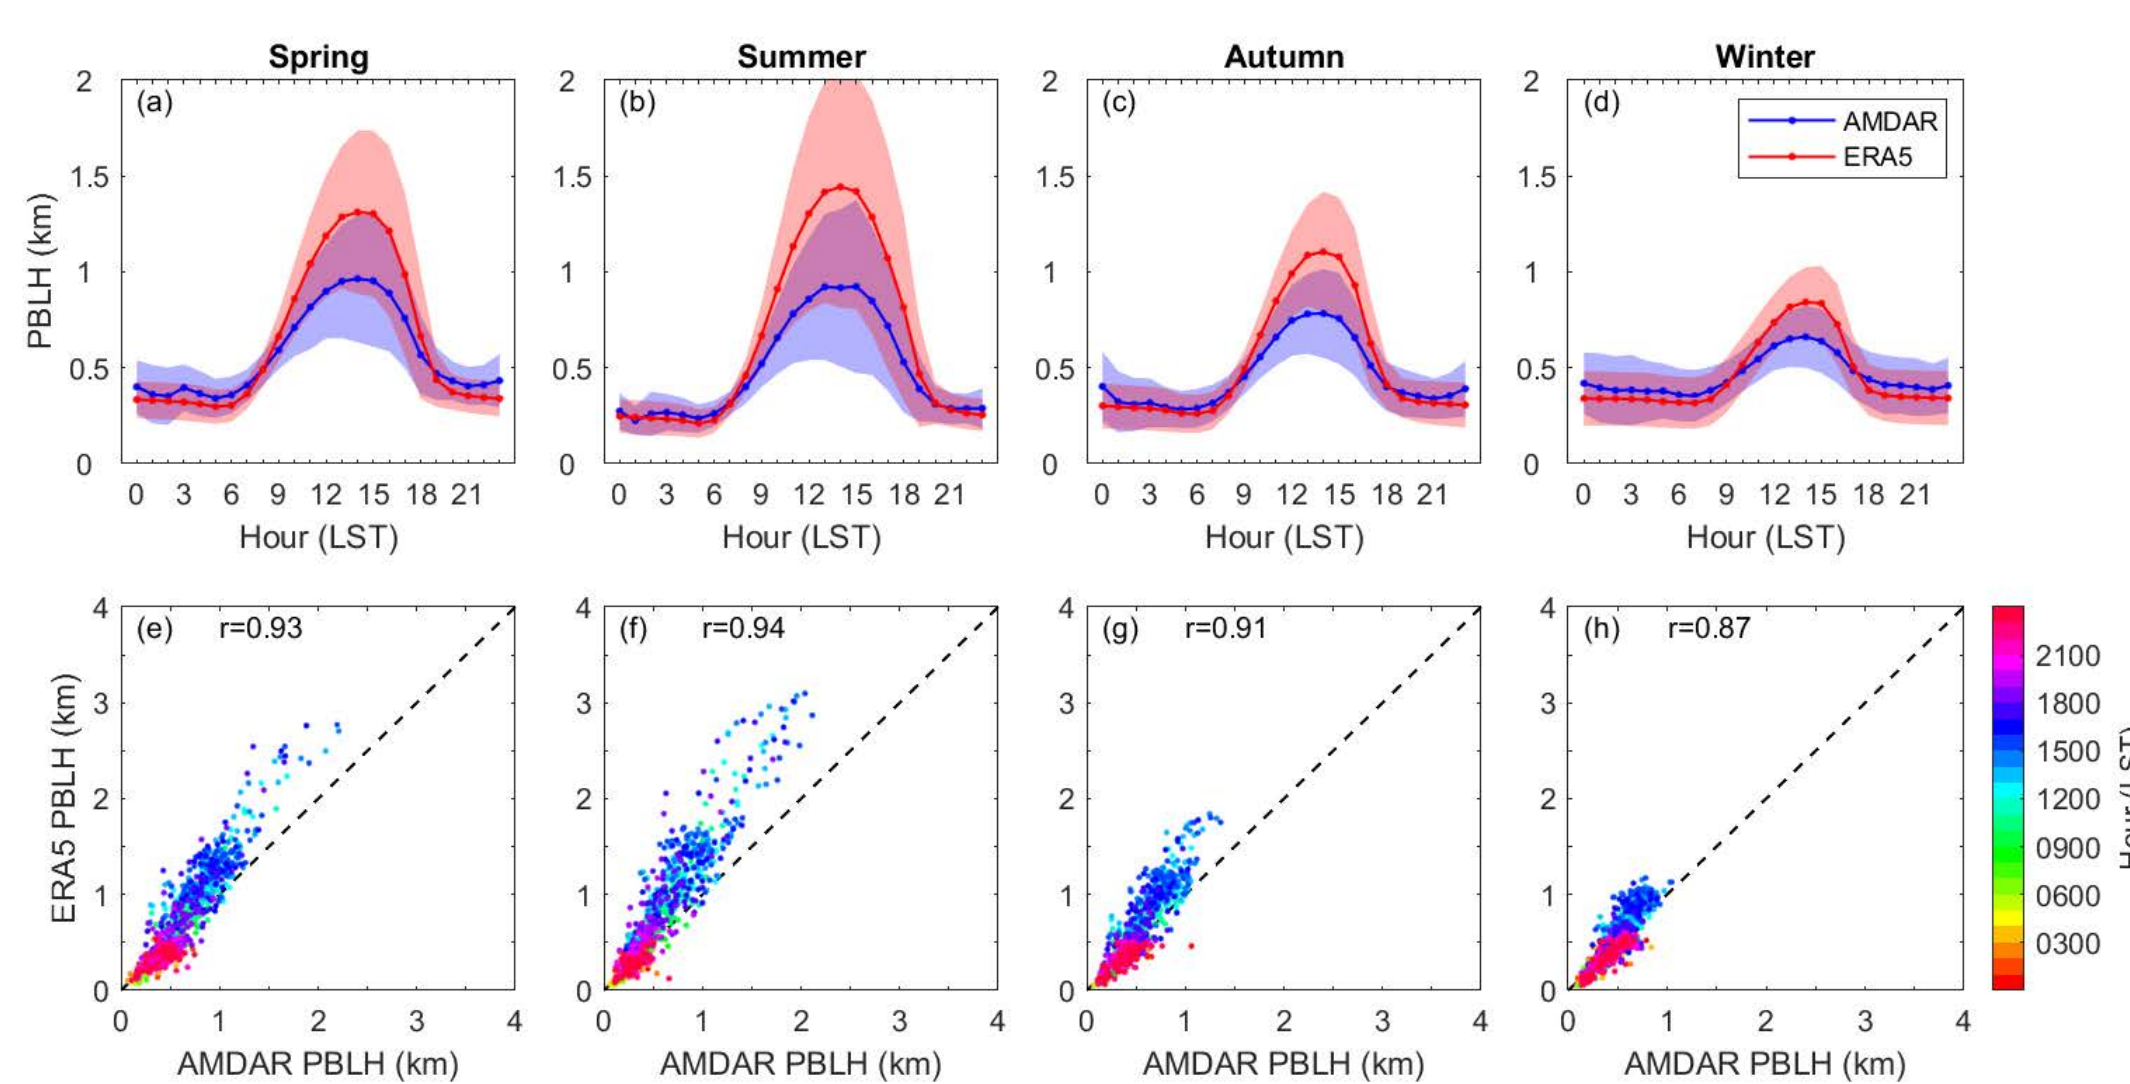 Spring Summer Autumn Winter
(a) (b) (c) (d)
AMDAR
ERA5
PBLH (km)
2 1.5 1 0.5 0
2 1.5 1 0.5 0
2 1.5 1 0.5 0
2 1.5 1 0.5 0
0 3 6 9 12 15 18 21
0 3 6 9 12 15 18 21
0 3 6 9 12 15 18 21
0 3 6 9 12 15 18 21
Hour (LST) Hour (LST) Hour (LST) Hour (LST)
(e) r=0.93
(f) r=0.94
(g) r=0.91
(h) r=0.87
ERA5 PBLH (km)
4 3 2 1 0
4 3 2 1 0
4 3 2 1 0
4 3 2 1 0
0 1 2 3 4
0 1 2 3 4
0 1 2 3 4
0 1 2 3 4
AMDAR PBLH (km) AMDAR PBLH (km) AMDAR PBLH (km) AMDAR PBLH (km)
2100
1800
1500
1200
0900
0600
0300